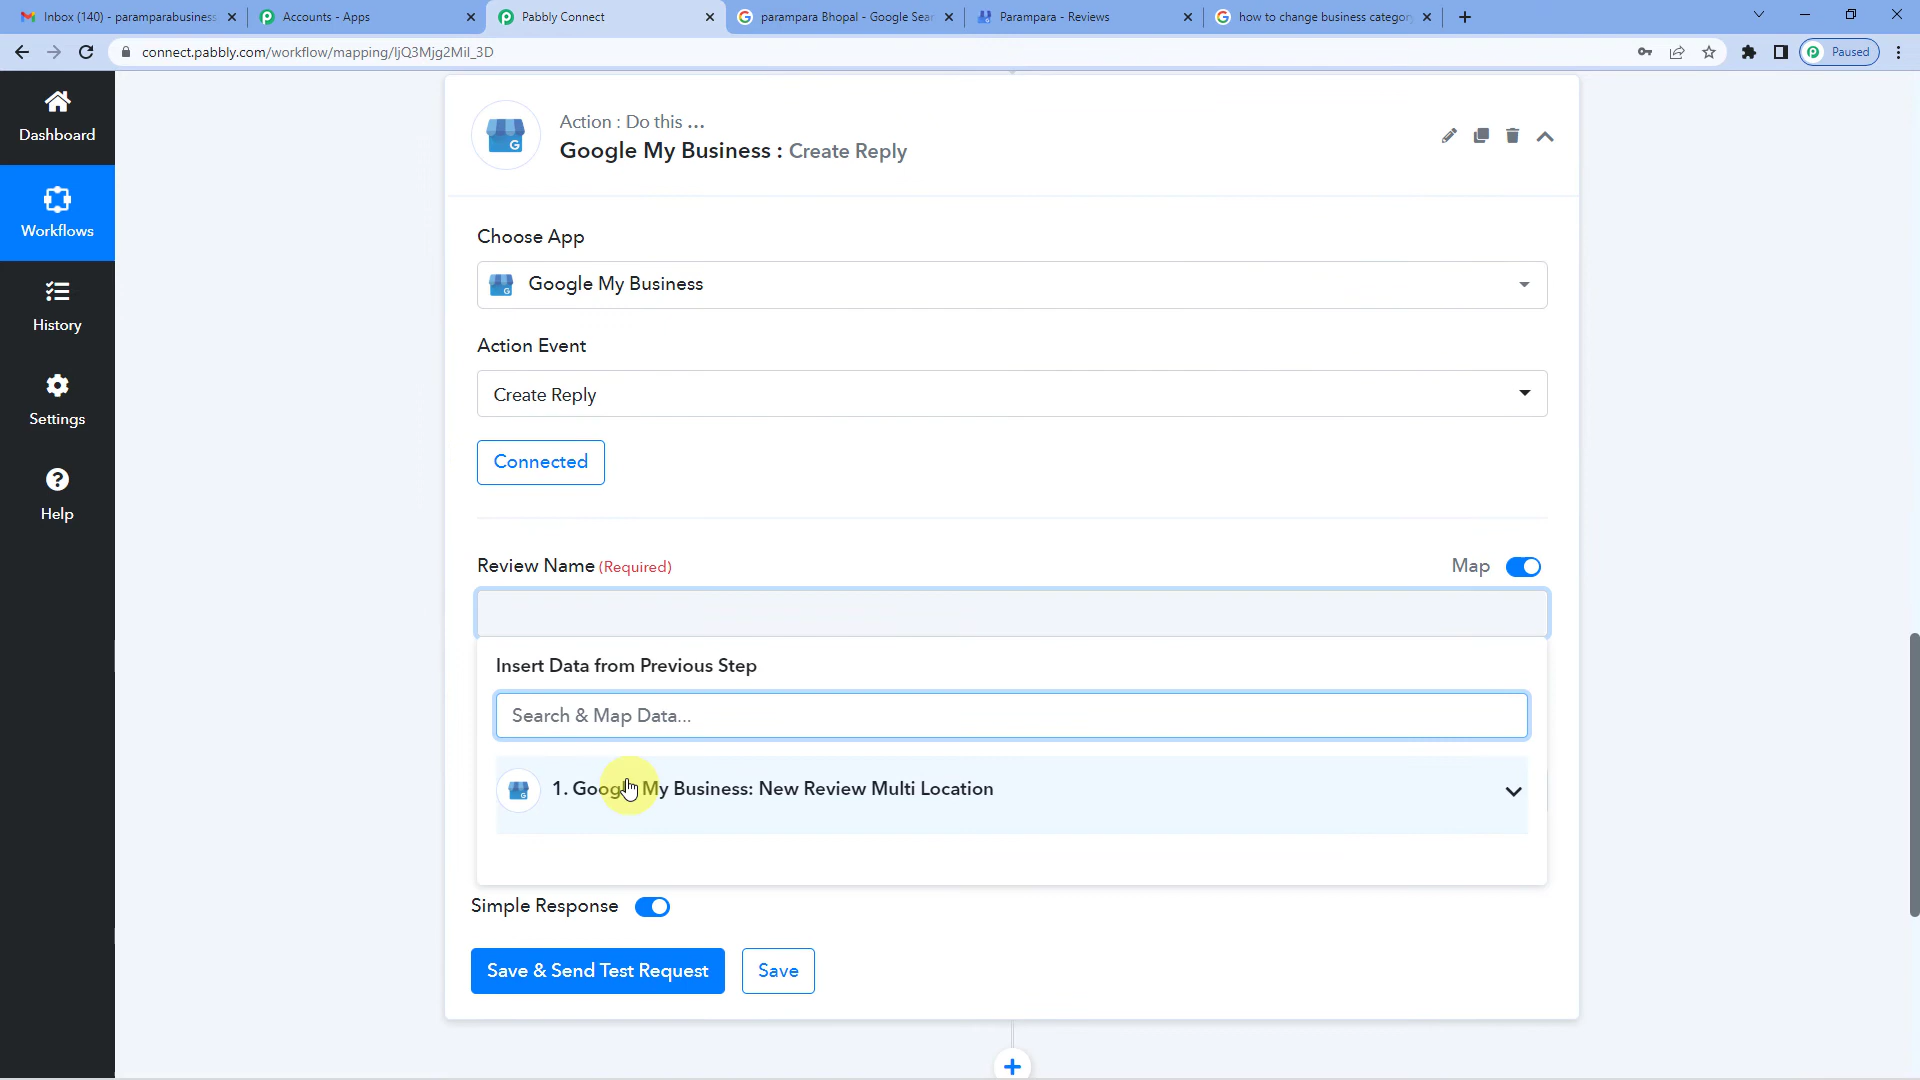 Inbox (140) - paramparabusiness
Accounts - Apps
Pabbly Connect
parampara Bhopal - Google Sear
Parampara - Reviews
how to change business category
connect.pabbly.com/workflow/mapping/IjQ3Mjg2MiI_3D
Paused
Dashboard
Workflows
History
Settings
Help
Action : Do this ...
Google My Business : Create Reply
Choose App
Google My Business
Action Event
Create Reply
Connected
Review Name (Required)
Map
Insert Data from Previous Step
Search & Map Data...
1. Google My Business: New Review Multi Location
Simple Response
Save & Send Test Request
Save